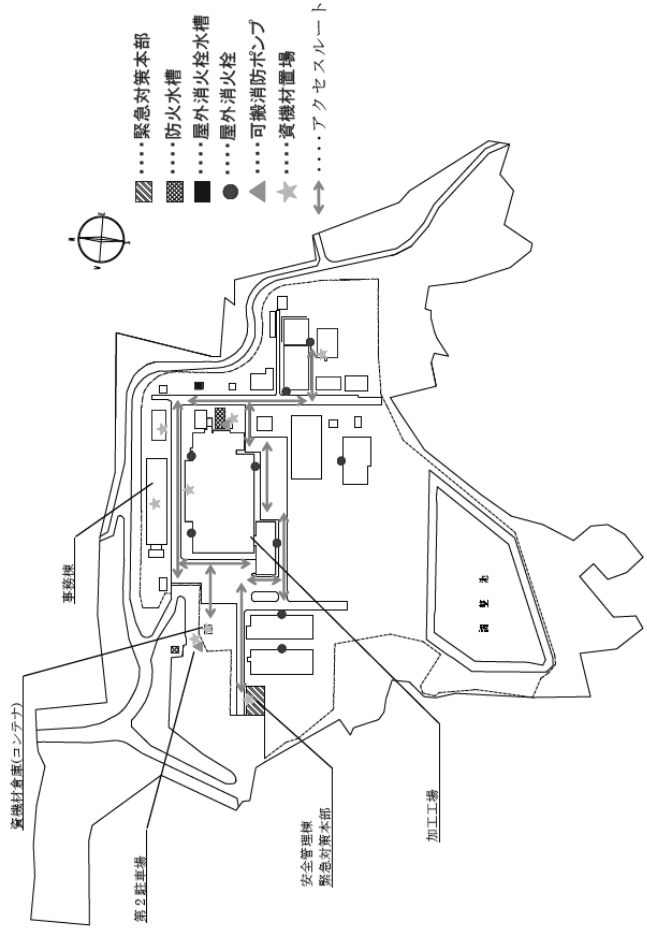 ····緊急対策本部
····防火水槽
····屋外消火栓水槽
····屋外消火栓
····可搬消防ポンプ
····資機材置場
····アクセスルート
N
W
E
S
事務棟
資機材倉庫(コンテナ)
第2駐車場
安全管理棟
緊急対策本部
加工工場
調整池